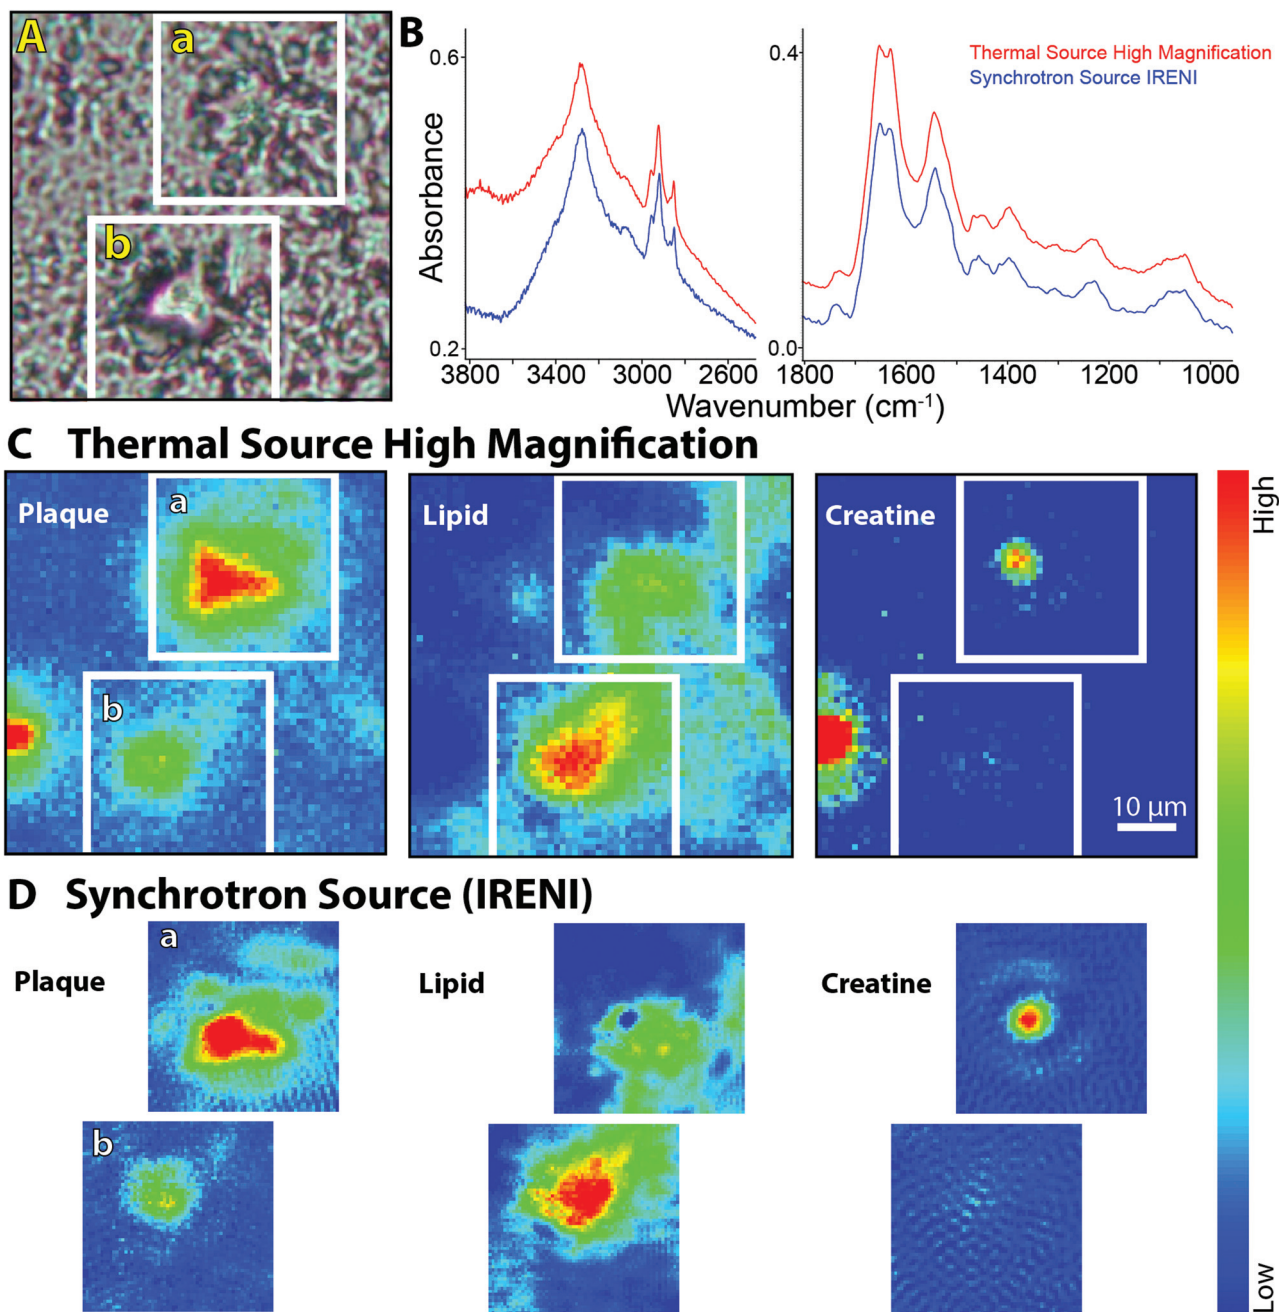 A
a
b
B
Absorbance
0.6
0.2
3800
3400
3000
2600
0.4
0.0
1800
1600
1400
1200
1000
Thermal Source High Magnification
Synchrotron Source IRENI
Wavenumber (cm-1)
C Thermal Source High Magnification
Plaque
a
b
Lipid
Creatine
10 µm
High
Low
D Synchrotron Source (IRENI)
a
Plaque
Lipid
Creatine
b